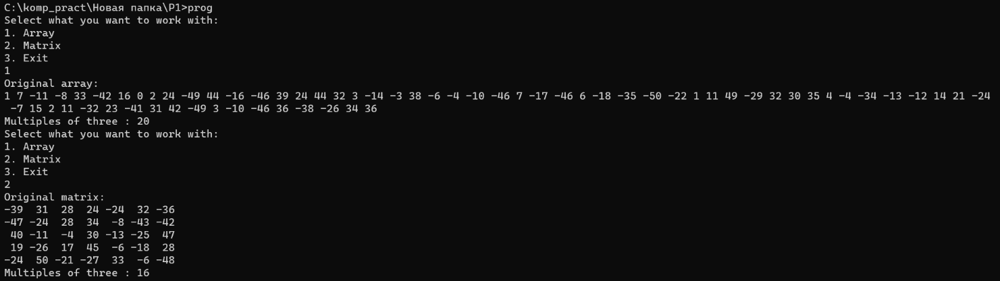 C:\komp_pract\Новая папка\P1>prog
Select what you want to work with:
1. Array
2. Matrix
3. Exit
1
Original array:
1 7 -11 -8 33 -42 16 0 2 24 -49 44 -16 -46 39 24 44 32 3 -14 -3 38 -6 -4 -10 -46 7 -17 -46 6 -18 -35 -50 -22 1 11 49 -29 32 30 35 4 -4 -34 -13 -12 14 21 -24
-7 15 2 11 -32 23 -41 31 42 -49 3 -10 -46 36 -38 -26 34 36
Multiples of three : 20
Select what you want to work with:
1. Array
2. Matrix
3. Exit
2
Original matrix:
-39  31  28  24 -24  32 -36
-47 -24  28  34  -8 -43 -42
 40 -11  -4  30 -13 -25  47
 19 -26  17  45  -6 -18  28
-24  50 -21 -27  33  -6 -48
Multiples of three : 16